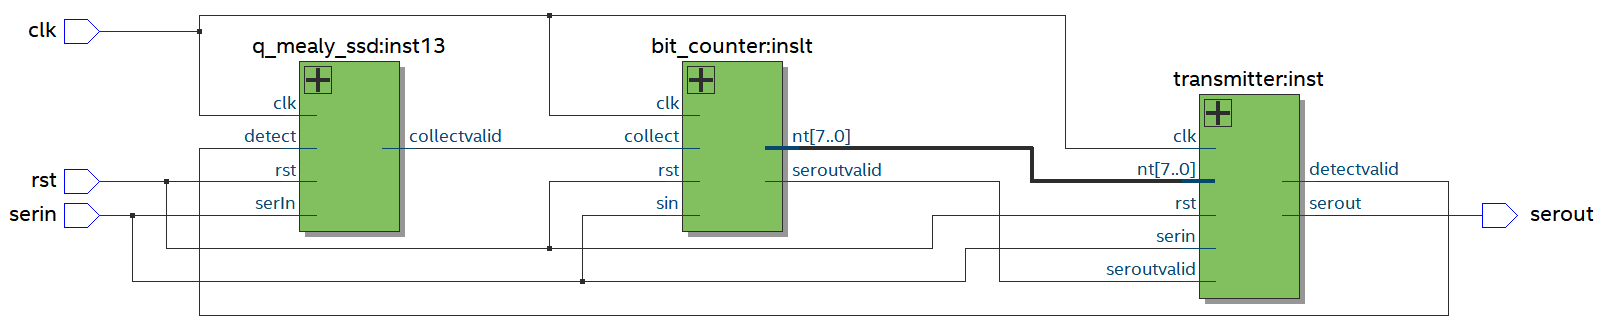 clk
rst
serin
q_mealy_ssd:inst13
clk
detect
rst
serIn
collectvalid
bit_counter:inslt
clk
collect
rst
sin
nt[7..0]
seroutvalid
transmitter:inst
clk
nt[7..0]
rst
serin
seroutvalid
detectvalid
serout
serout